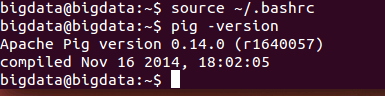 bigdata@bigdata:~$ source ~/.bashrc
bigdata@bigdata:~$ pig -version
Apache Pig version 0.14.0 (r1640057)
compiled Nov 16 2014, 18:02:05
bigdata@bigdata:~$